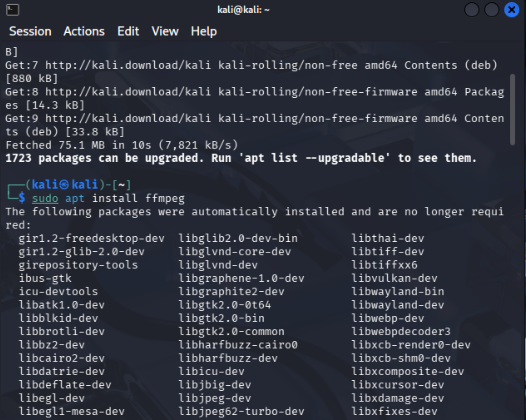 kali@kali: ~
Session Actions Edit View Help
B]
Get:7 http://kali.download/kali kali-rolling/non-free amd64 Contents (deb)
[880 kB]
Get:8 http://kali.download/kali kali-rolling/non-free-firmware amd64 Packag
es [14.3 kB]
Get:9 http://kali.download/kali kali-rolling/non-free-firmware amd64 Conten
ts (deb) [33.8 kB]
Fetched 75.1 MB in 10s (7,821 kB/s)
1723 packages can be upgraded. Run 'apt list --upgradable' to see them.
┌──(kali㉿kali)-[~]
└─$ sudo apt install ffmpeg
The following packages were automatically installed and are no longer requi
red:
gir1.2-freedesktop-dev libglib2.0-dev-bin libthai-dev
gir1.2-glib-2.0-dev libglvnd-core-dev libtiff-dev
girepository-tools libglvnd-dev libtiffxx6
ibus-gtk libgraphene-1.0-dev libvulkan-dev
icu-devtools libgraphite2-dev libwayland-bin
libatk1.0-dev libgtk2.0-0t64 libwayland-dev
libblkid-dev libgtk2.0-bin libwebp-dev
libbrotli-dev libgtk2.0-common libwebpdecoder3
libbz2-dev libharfbuzz-cairo0 libxcb-render0-dev
libcairo2-dev libharfbuzz-dev libxcb-shm0-dev
libdatrie-dev libicu-dev libxcomposite-dev
libdeflate-dev libjbig-dev libxcursor-dev
libegl-dev libjpeg-dev libxdamage-dev
libegl1-mesa-dev libjpeg62-turbo-dev libxfixes-dev